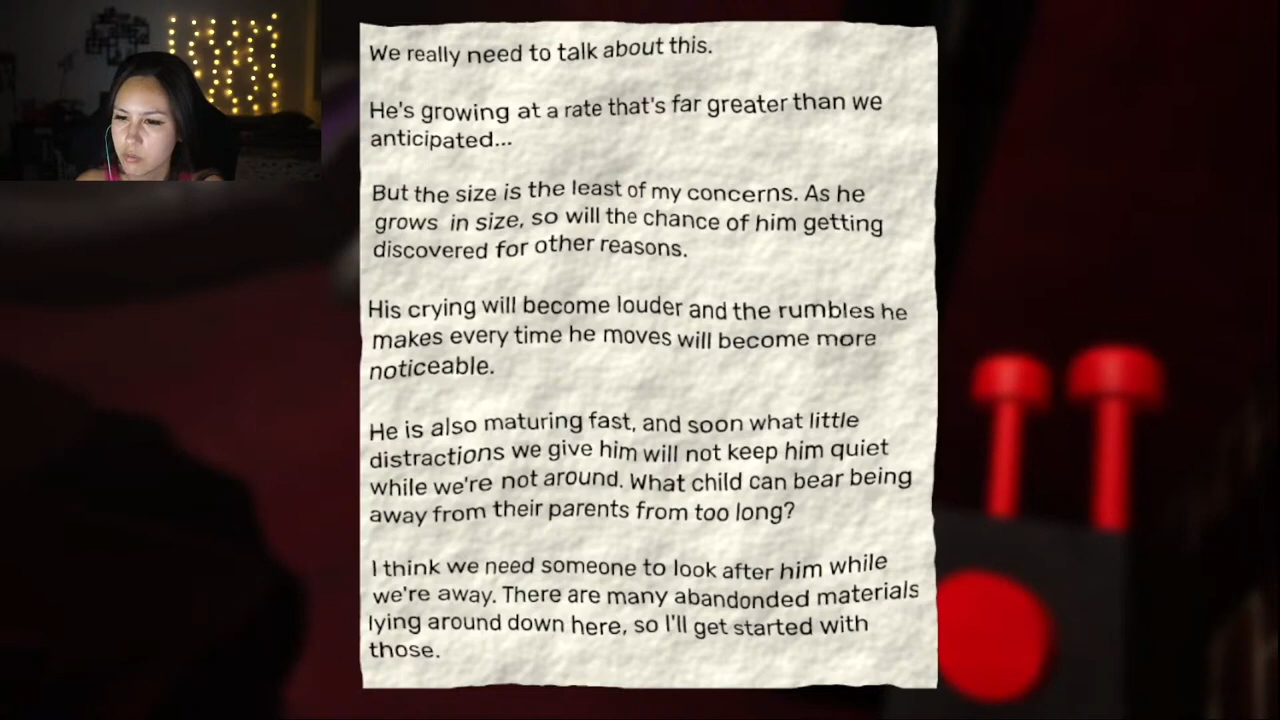 We really need to talk about this.
He's growing at a rate that's far greater than we
anticipated...
But the size is the least of my concerns. As he
grows in size, so will the chance of him getting
discovered for other reasons.
His crying will become louder and the rumbles he
makes every time he moves will become more
noticeable.
He is also maturing fast, and soon what little
distractions we give him will not keep him quiet
while we're not around. What child can bear being
away from their parents from too long?
I think we need someone to look after him while
we're away. There are many abandonded materials
lying around down here, so I'll get started with
those.